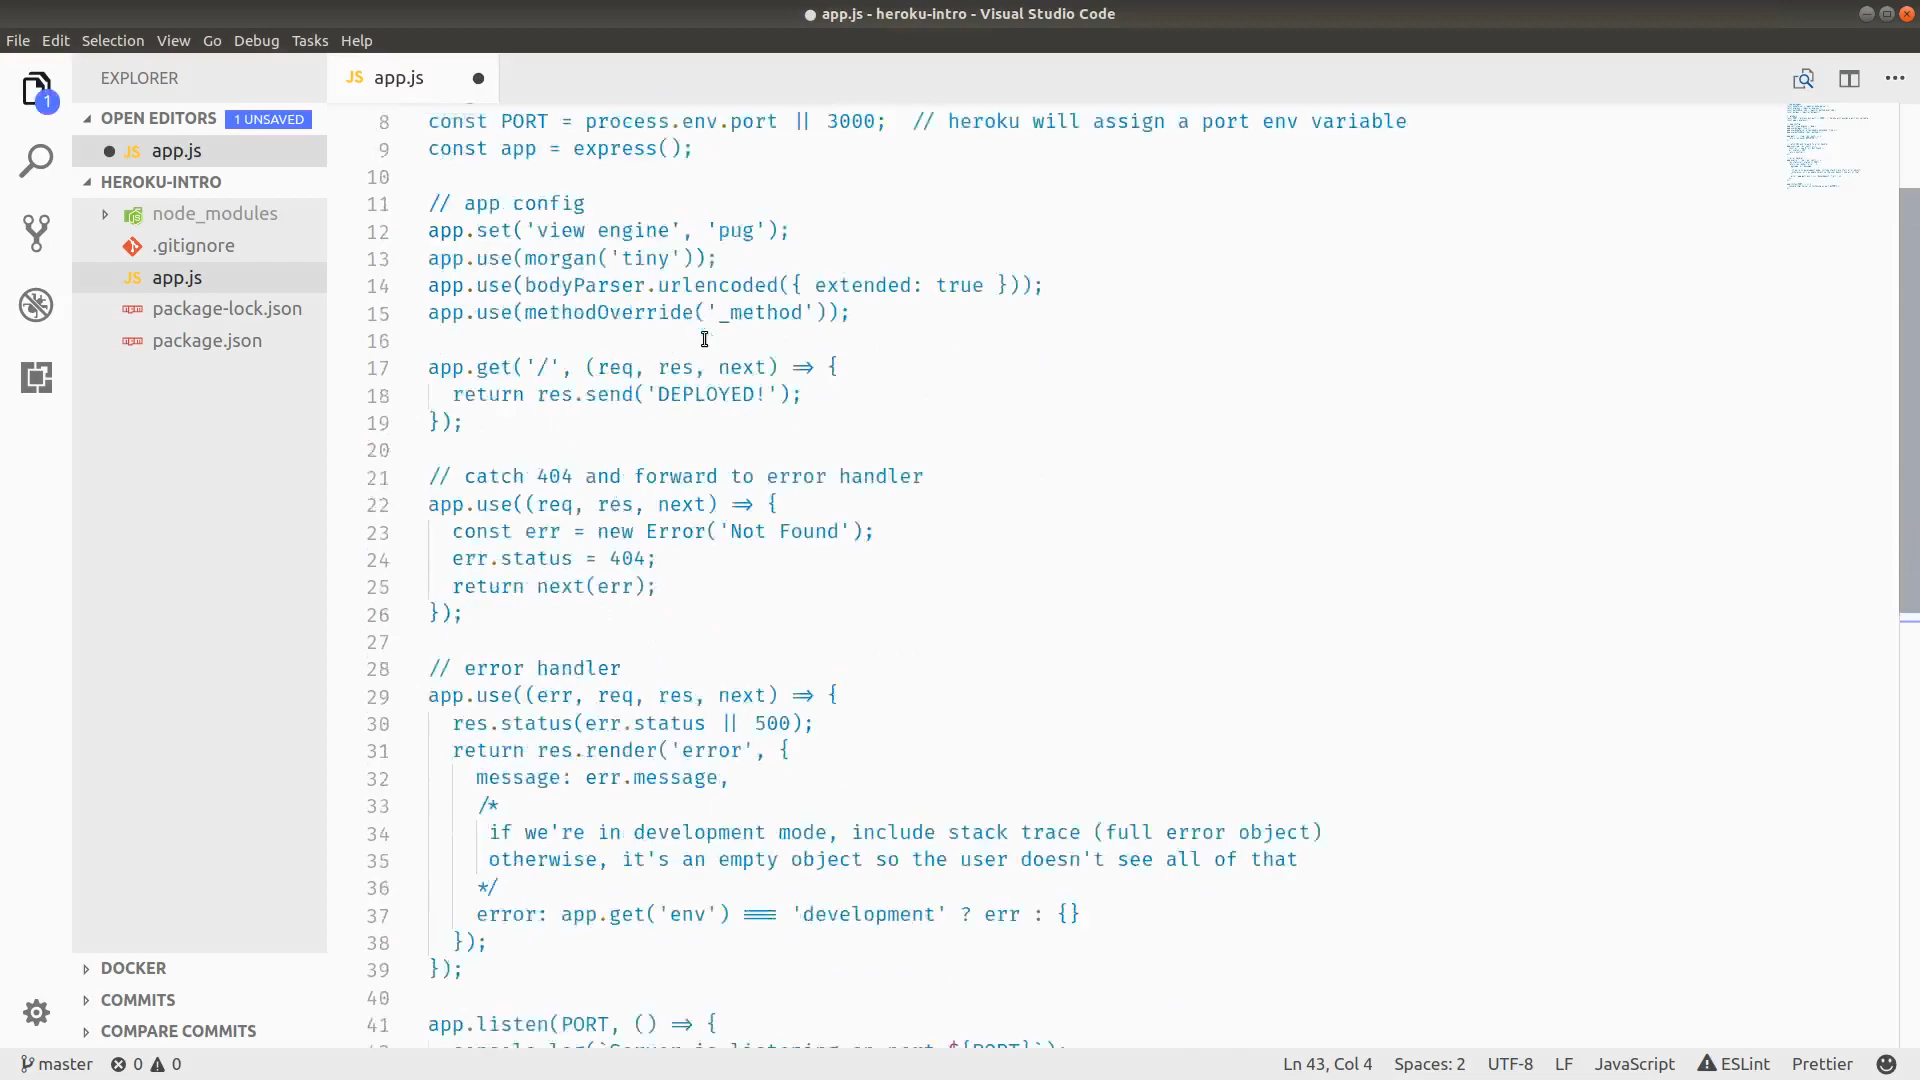 app.js - heroku-intro - Visual Studio Code
File Edit Selection View Go Debug Tasks Help
1
EXPLORER
JS app.js
OPEN EDITORS 1 UNSAVED
JS app.js
HEROKU-INTRO
node_modules
.gitignore
JS app.js
package-lock.json
package.json
DOCKER
COMMITS
COMPARE COMMITS
8 const PORT = process.env.port || 3000;  // heroku will assign a port env variable
9 const app = express();
10
11 // app config
12 app.set('view engine', 'pug');
13 app.use(morgan('tiny'));
14 app.use(bodyParser.urlencoded({ extended: true }));
15 app.use(methodOverride('_method'));
16
17 app.get('/', (req, res, next) => {
18   return res.send('DEPLOYED!');
19 });
20
21 // catch 404 and forward to error handler
22 app.use((req, res, next) => {
23   const err = new Error('Not Found');
24   err.status = 404;
25   return next(err);
26 });
27
28 // error handler
29 app.use((err, req, res, next) => {
30   res.status(err.status || 500);
31   return res.render('error', {
32     message: err.message,
33     /*
34      if we're in development mode, include stack trace (full error object)
35      otherwise, it's an empty object so the user doesn't see all of that
36     */
37     error: app.get('env') === 'development' ? err : {}
38   });
39 });
40
41 app.listen(PORT, () => {
master 0 0 Ln 43, Col 4 Spaces: 2 UTF-8 LF JavaScript ESLint Prettier